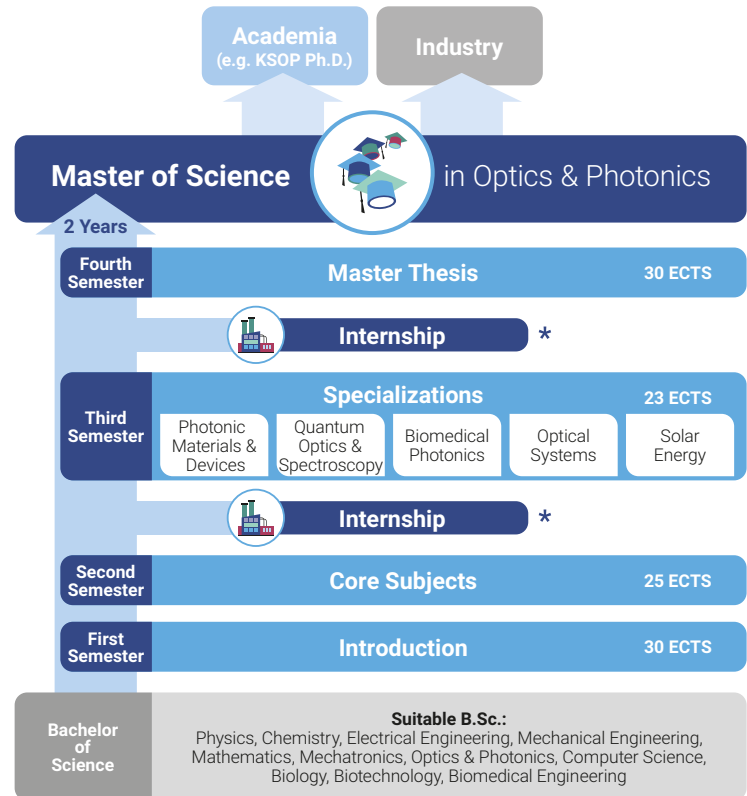 Academia
(e.g. KSOP Ph.D.)
Industry
Master of Science
in Optics & Photonics
2 Years
Fourth
Semester
Master Thesis
30 ECTS
Internship
*
Third
Semester
Specializations
23 ECTS
Photonic
Materials &
Devices
Quantum
Optics &
Spectroscopy
Biomedical
Photonics
Optical
Systems
Solar
Energy
Internship
*
Second
Semester
Core Subjects
25 ECTS
First
Semester
Introduction
30 ECTS
Bachelor
of
Science
Suitable B.Sc.:
Physics, Chemistry, Electrical Engineering, Mechanical Engineering,
Mathematics, Mechatronics, Optics & Photonics, Computer Science,
Biology, Biotechnology, Biomedical Engineering